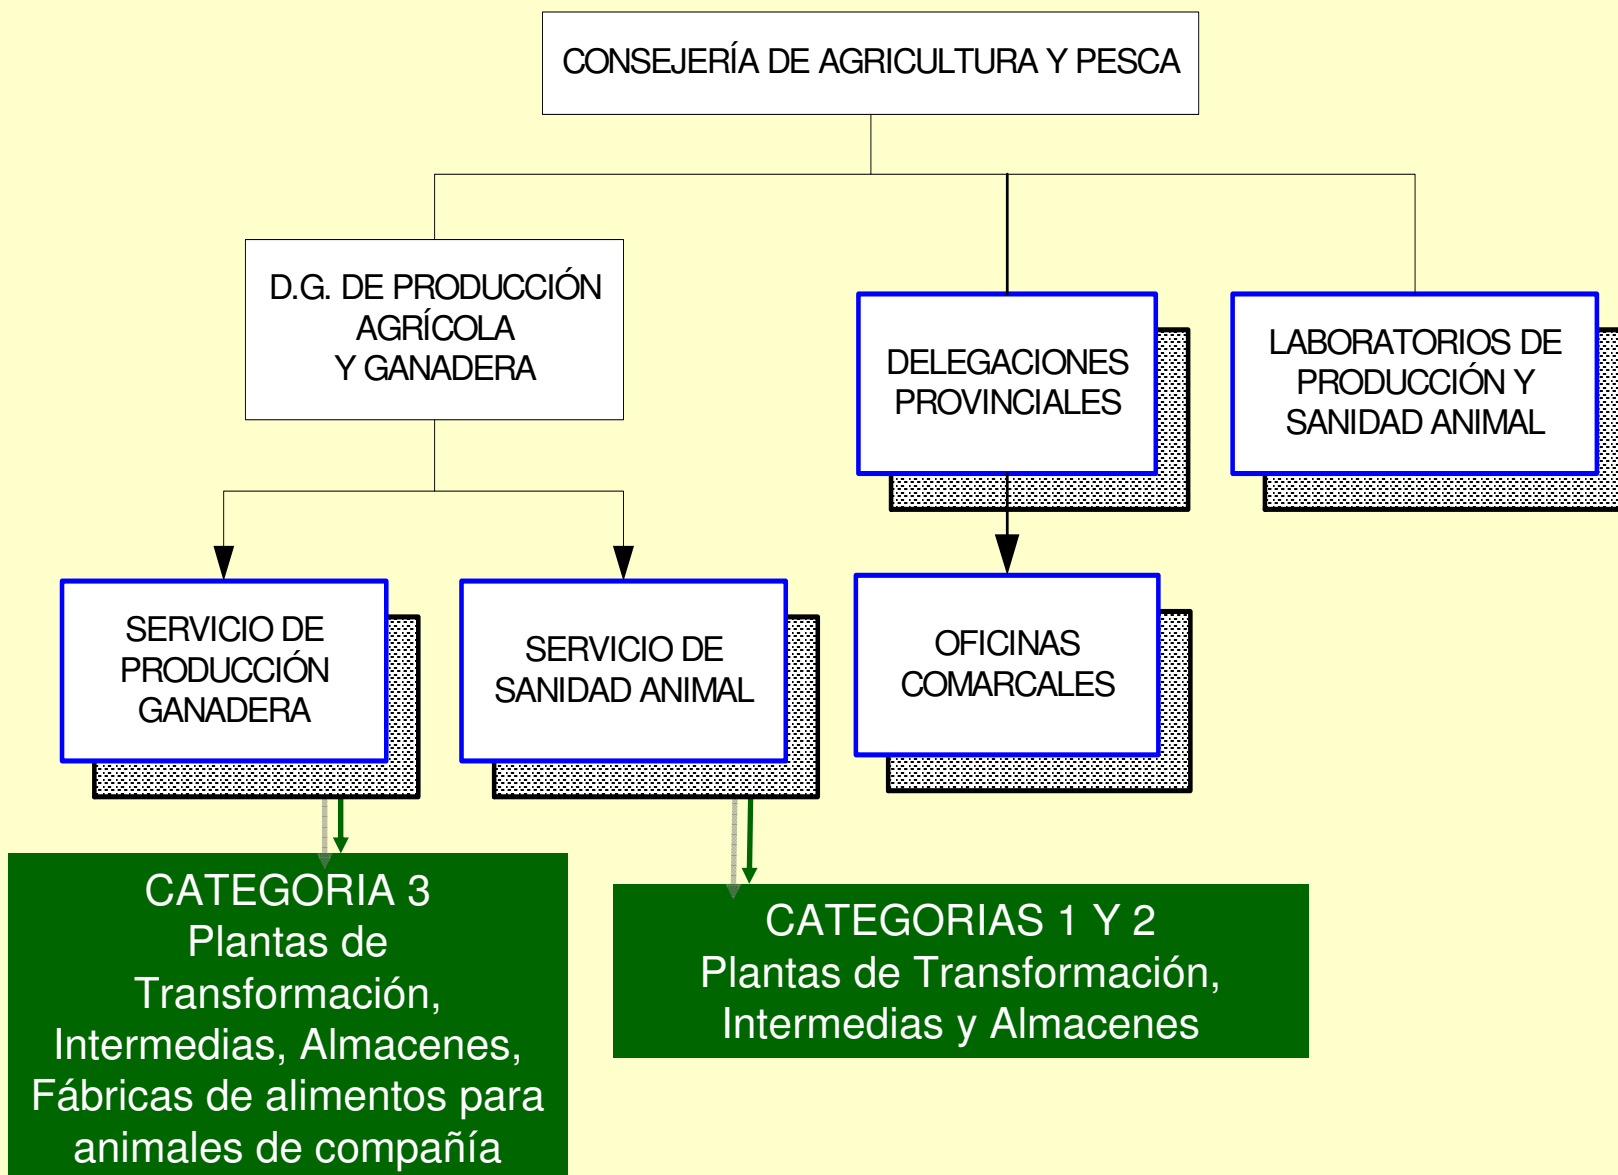 CONSEJERÍA DE AGRICULTURA Y PESCA
D.G. DE PRODUCCIÓN
AGRÍCOLA
Y GANADERA
DELEGACIONES
PROVINCIALES
LABORATORIOS DE
PRODUCCIÓN Y
SANIDAD ANIMAL
SERVICIO DE
PRODUCCIÓN
GANADERA
SERVICIO DE
SANIDAD ANIMAL
OFICINAS
COMARCALES
CATEGORIA 3
Plantas de
Transformación,
Intermedias, Almacenes,
Fábricas de alimentos para
animales de compañía
CATEGORIAS 1 Y 2
Plantas de Transformación,
Intermedias y Almacenes